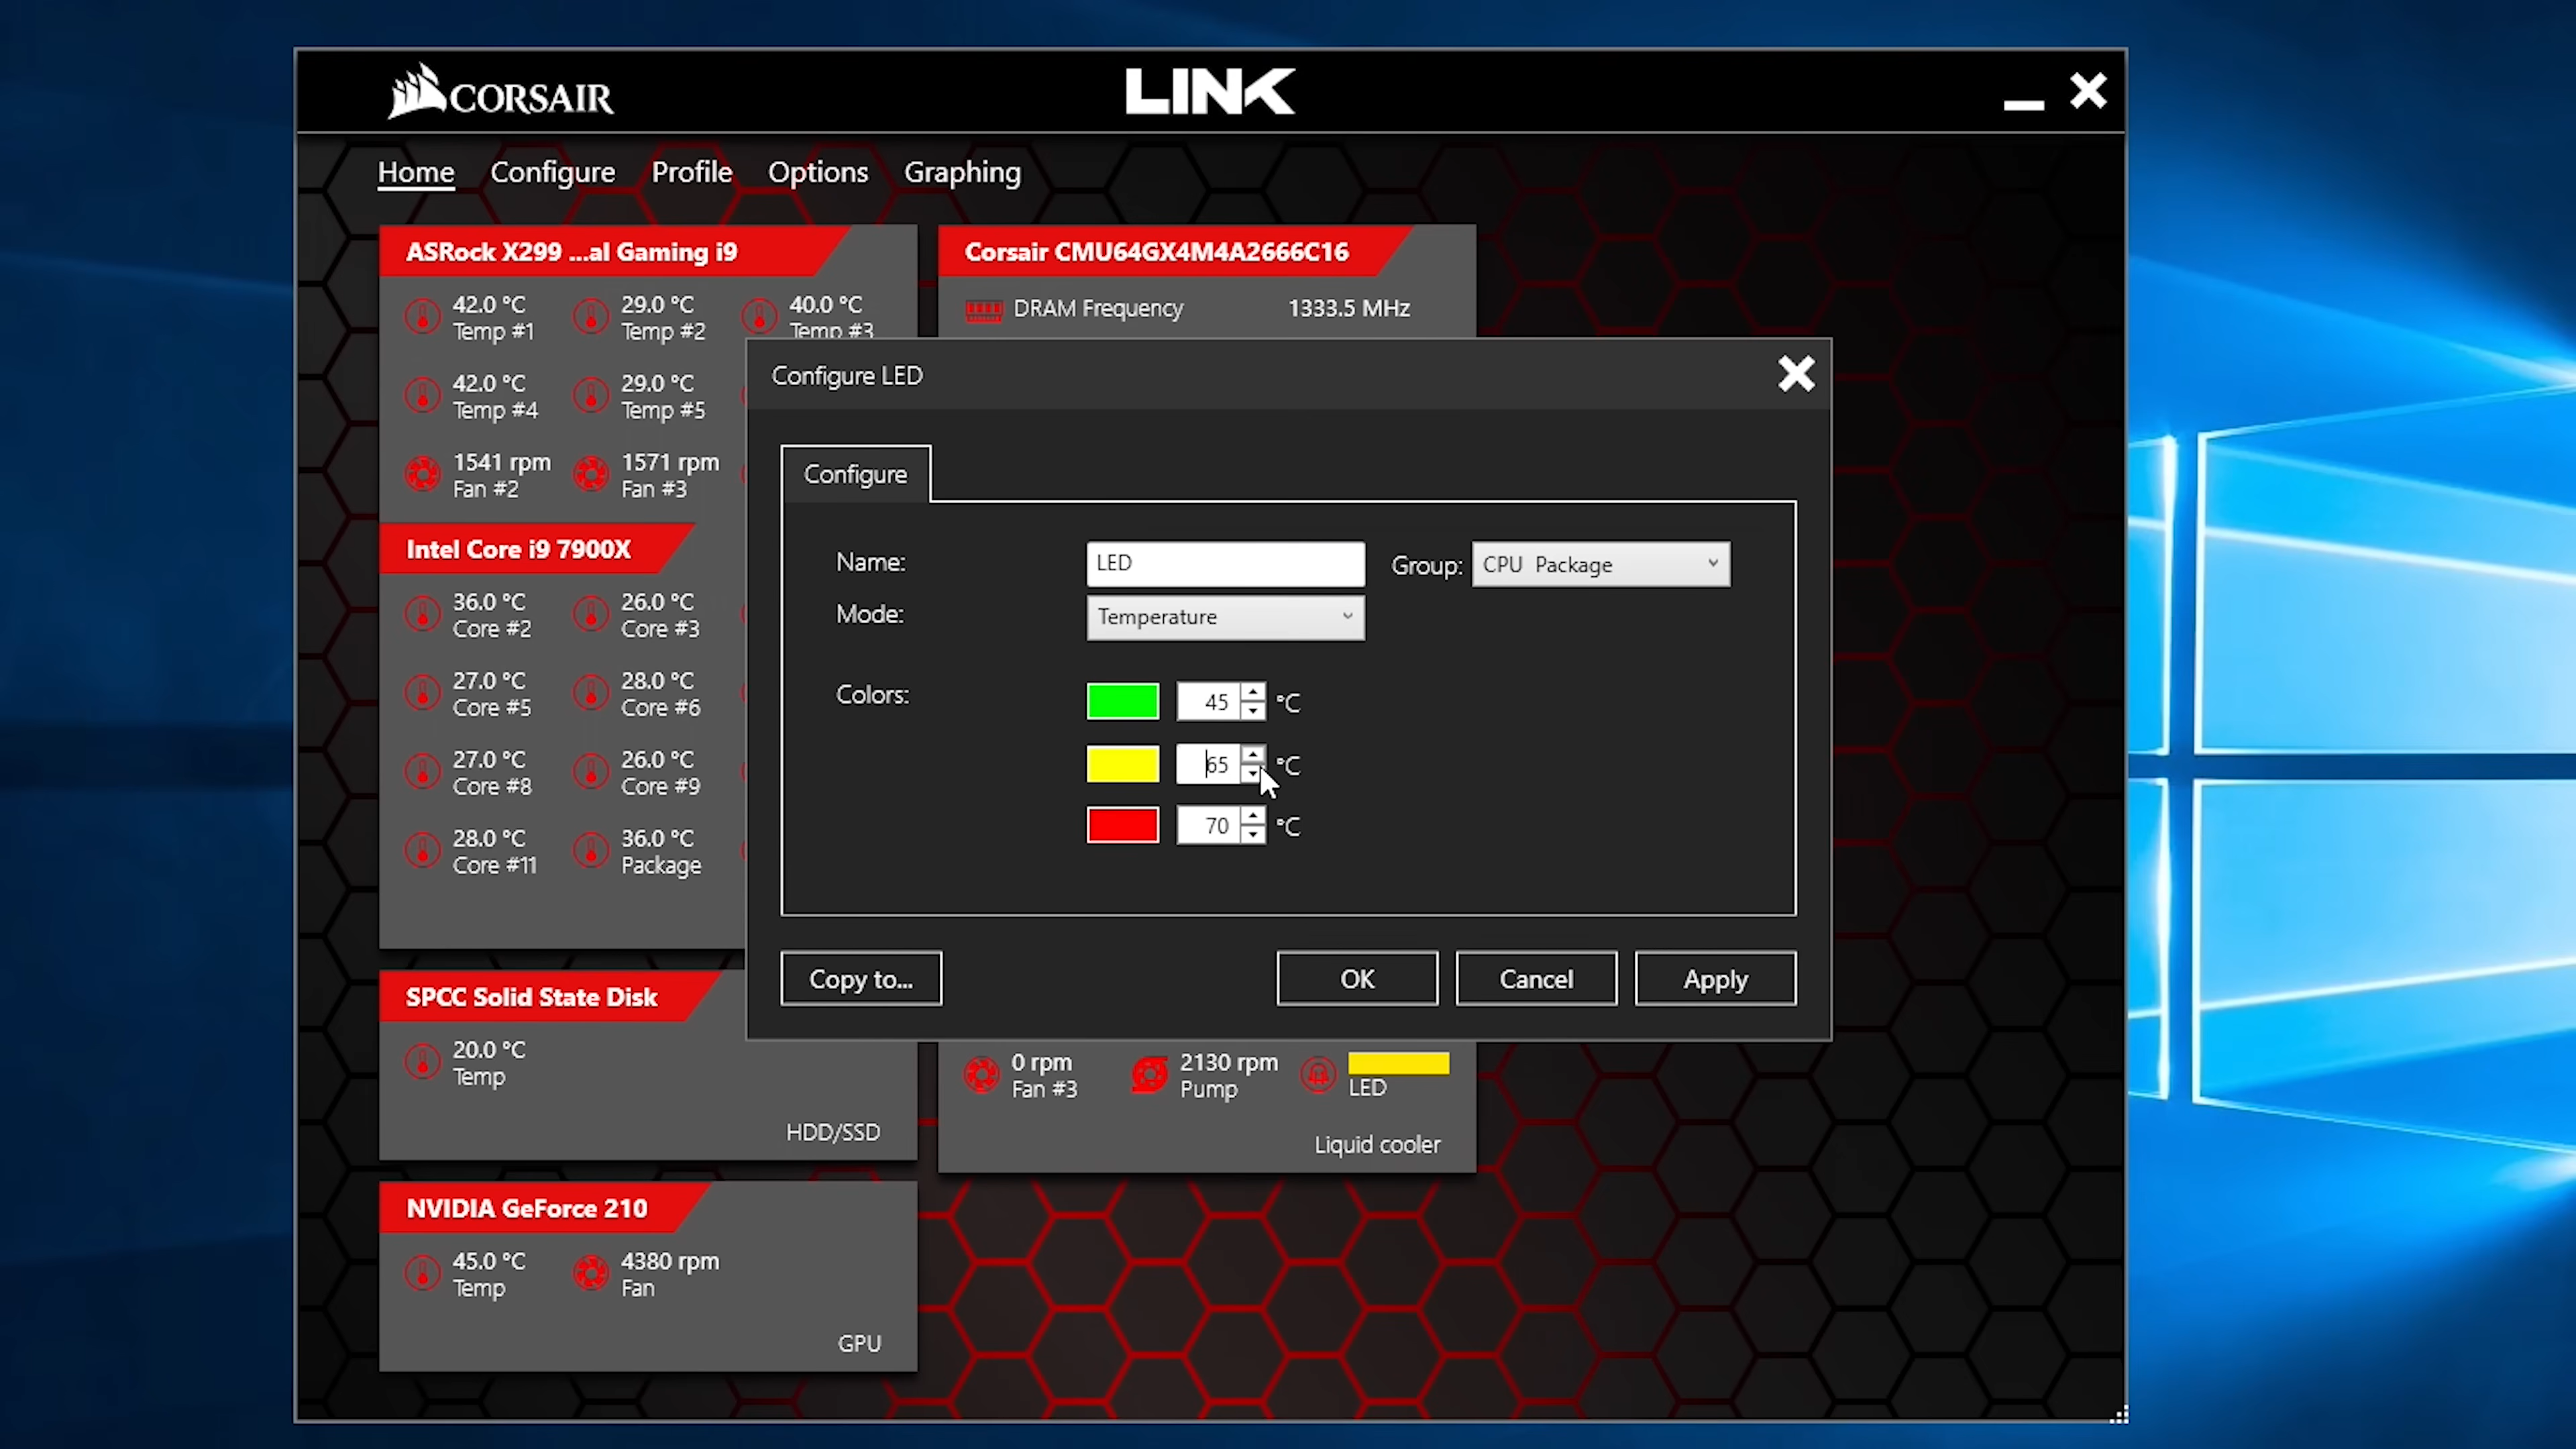 CORSAIR
LINK
Home Configure Profile Options Graphing
ASRock X299 ...al Gaming i9
42.0 °C 29.0 °C 40.0 °C
Temp #1 Temp #2 Temp #3
42.0 °C 29.0 °C
Temp #4 Temp #5
1541 rpm 1571 rpm
Fan #2 Fan #3
Intel Core i9 7900X
36.0 °C 26.0 °C
Core #2 Core #3
27.0 °C 28.0 °C
Core #5 Core #6
27.0 °C 26.0 °C
Core #8 Core #9
28.0 °C 36.0 °C
Core #11 Package
SPCC Solid State Disk
20.0 °C
Temp
HDD/SSD
NVIDIA GeForce 210
45.0 °C 4380 rpm
Temp Fan
GPU
Corsair CMU64GX4M4A2666C16
DRAM Frequency 1333.5 MHz
Configure LED
Configure
Name: LED Group: CPU Package
Mode: Temperature
Colors: 45 °C
65 °C
70 °C
Copy to... OK Cancel Apply
0 rpm 2130 rpm
Fan #3 Pump LED
Liquid cooler